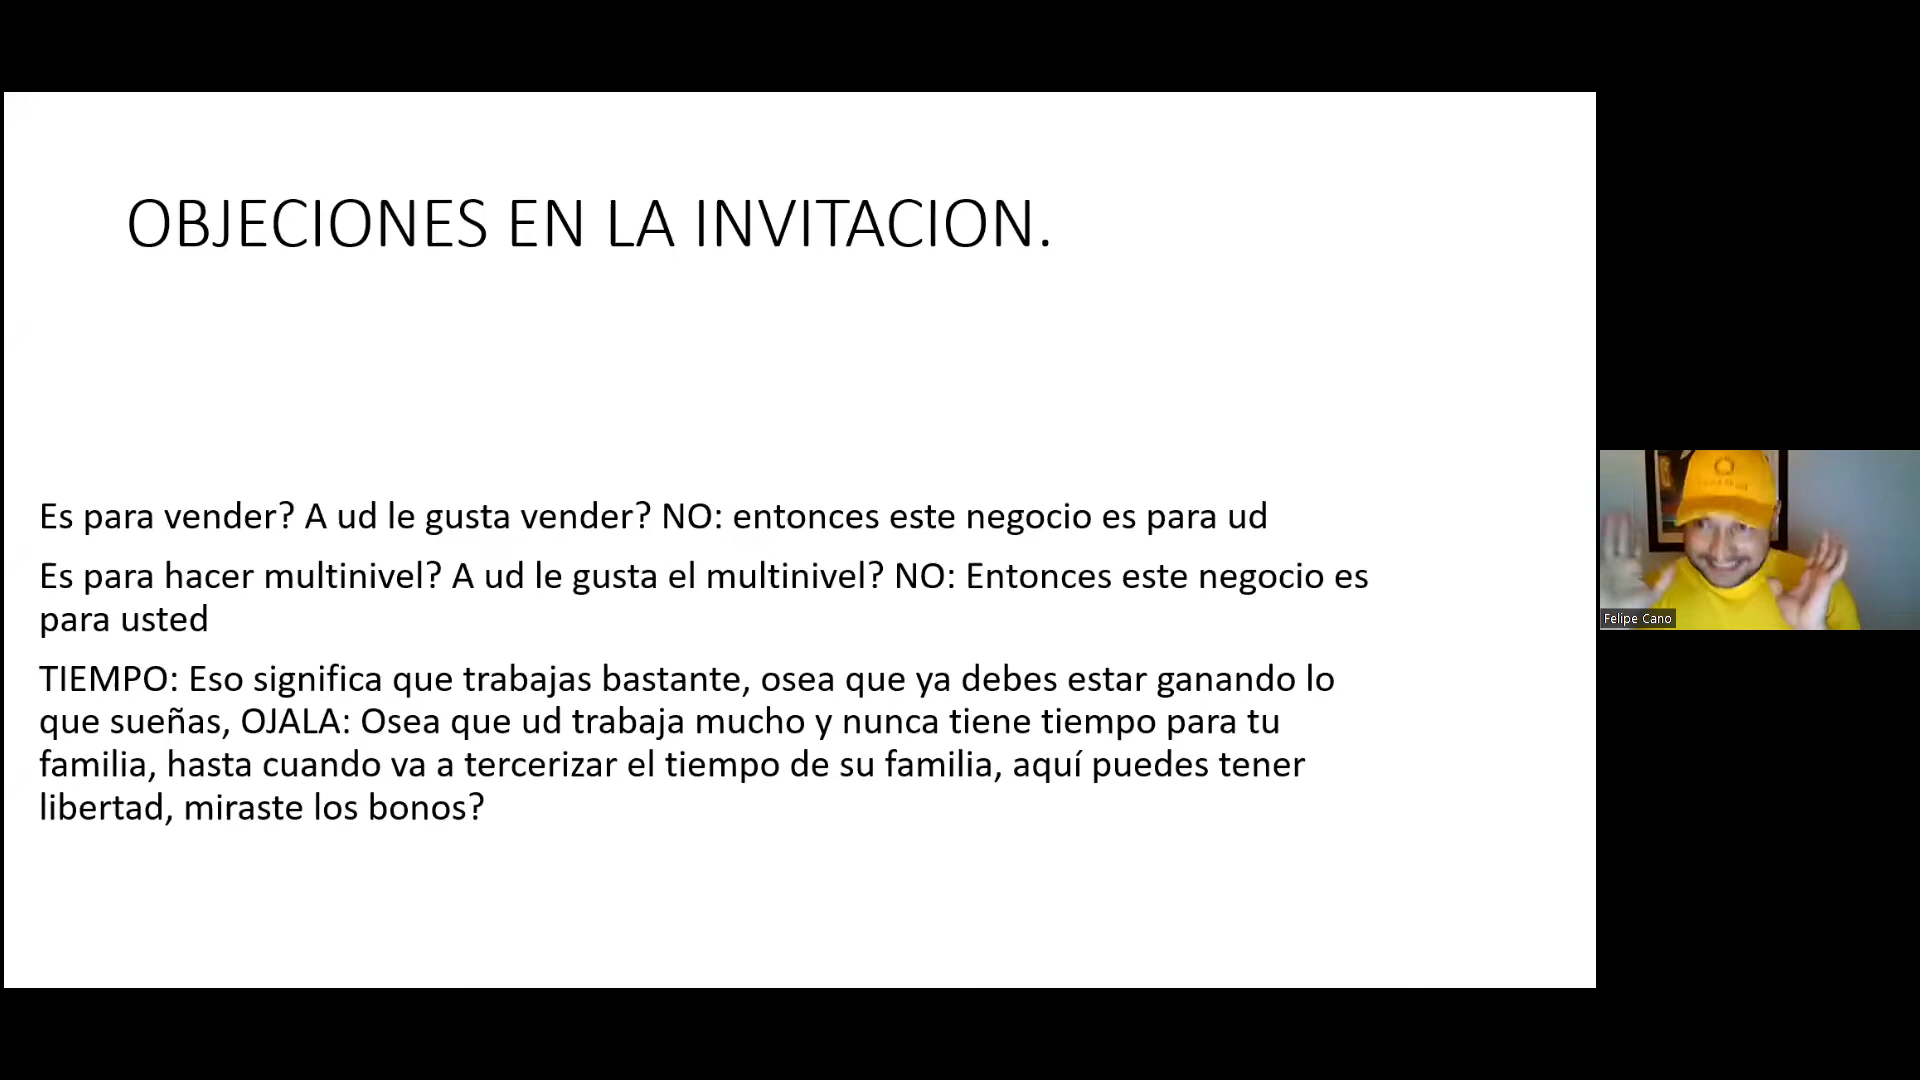 OBJECIONES EN LA INVITACION.
Es para vender? A ud le gusta vender? NO: entonces este negocio es para ud
Es para hacer multinivel? A ud le gusta el multinivel? NO: Entonces este negocio es
para usted
TIEMPO: Eso significa que trabajas bastante, osea que ya debes estar ganando lo
que sueñas, OJALA: Osea que ud trabaja mucho y nunca tiene tiempo para tu
familia, hasta cuando va a tercerizar el tiempo de su familia, aquí puedes tener
libertad, miraste los bonos?
Felipe Cano